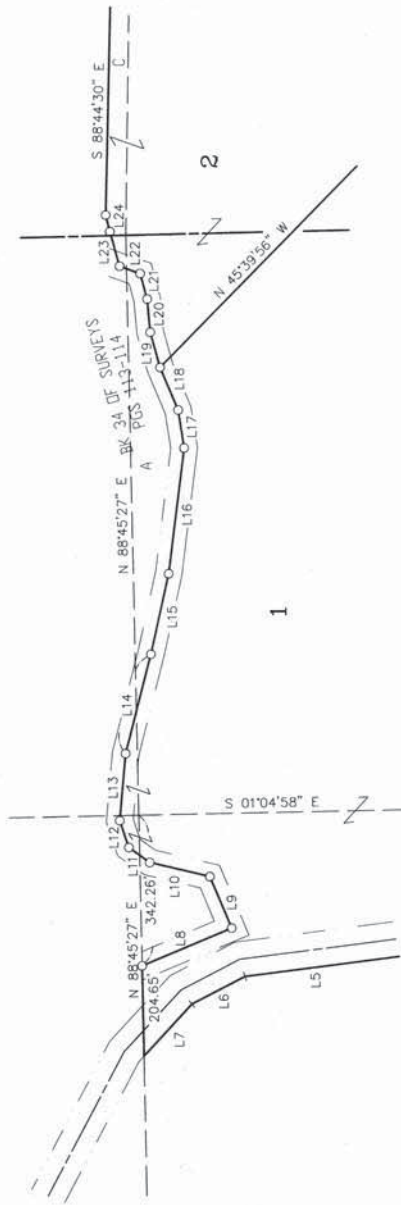 S 88°44'30" E
C
2
L24
L23
L22
L21
L20
L19
L18
L17
N 45°39'56" W
BK 34 OF SURVEYS
PGS 113-114
A
N 88°45'27" E
L16
L15
1
L14
L13
L12
L11
S 01°04'58" E
342.26'
L10
N 88°45'27" E
L9
L8
204.65'
L7
L6
L5